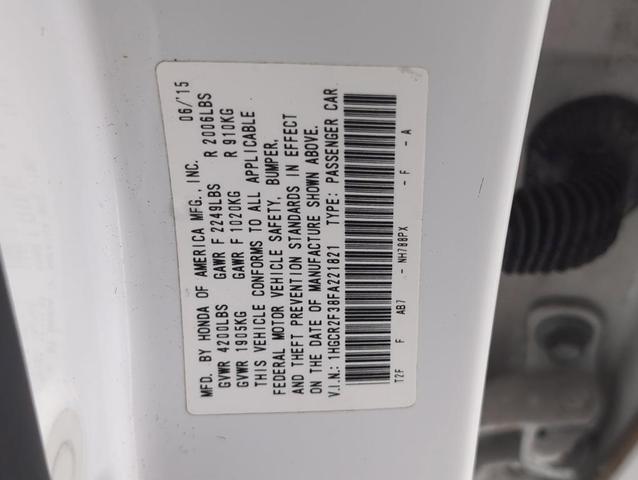 MFD. BY HONDA OF AMERICA MFG.,INC. 06/'15
GVWR 4200LBS GAWR F 2249LBS R 2006LBS
GVWR 1905KG GAWR F 1020KG R 910KG
THIS VEHICLE CONFORMS TO ALL APPLICABLE
FEDERAL MOTOR VEHICLE SAFETY, BUMPER,
AND THEFT PREVENTION STANDARDS IN EFFECT
ON THE DATE OF MANUFACTURE SHOWN ABOVE.
V.I.N.: 1HGCR2F38FA221821 TYPE: PASSENGER CAR
T2F F AB7 - NH788PX - F - A